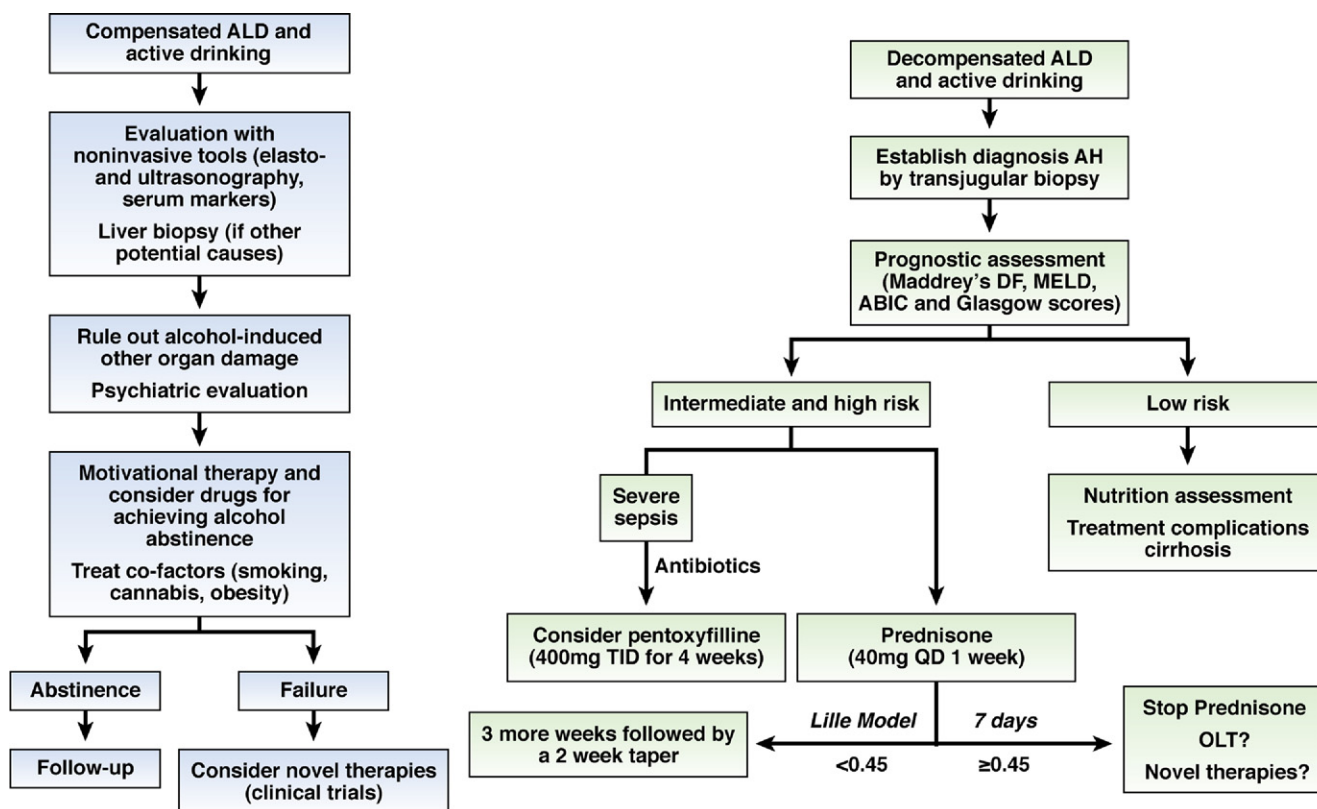 Compensated ALD and
active drinking
Evaluation with
noninvasive tools (elasto-
and ultrasonography,
serum markers)
Liver biopsy (if other
potential causes)
Rule out alcohol-induced
other organ damage
Psychiatric evaluation
Motivational therapy and
consider drugs for
achieving alcohol
abstinence
Treat co-factors (smoking,
cannabis, obesity)
Abstinence
Failure
Follow-up
Consider novel therapies
(clinical trials)
Decompensated ALD
and active drinking
Establish diagnosis AH
by transjugular biopsy
Prognostic assessment
(Maddrey's DF, MELD,
ABIC and Glasgow scores)
Intermediate and high risk
Low risk
Severe
sepsis
Nutrition assessment
Treatment complications
cirrhosis
Antibiotics
Consider pentoxyfilline
(400mg TID for 4 weeks)
Prednisone
(40mg QD 1 week)
3 more weeks followed by
a 2 week taper
Lille Model
7 days
<0.45
≥0.45
Stop Prednisone
OLT?
Novel therapies?